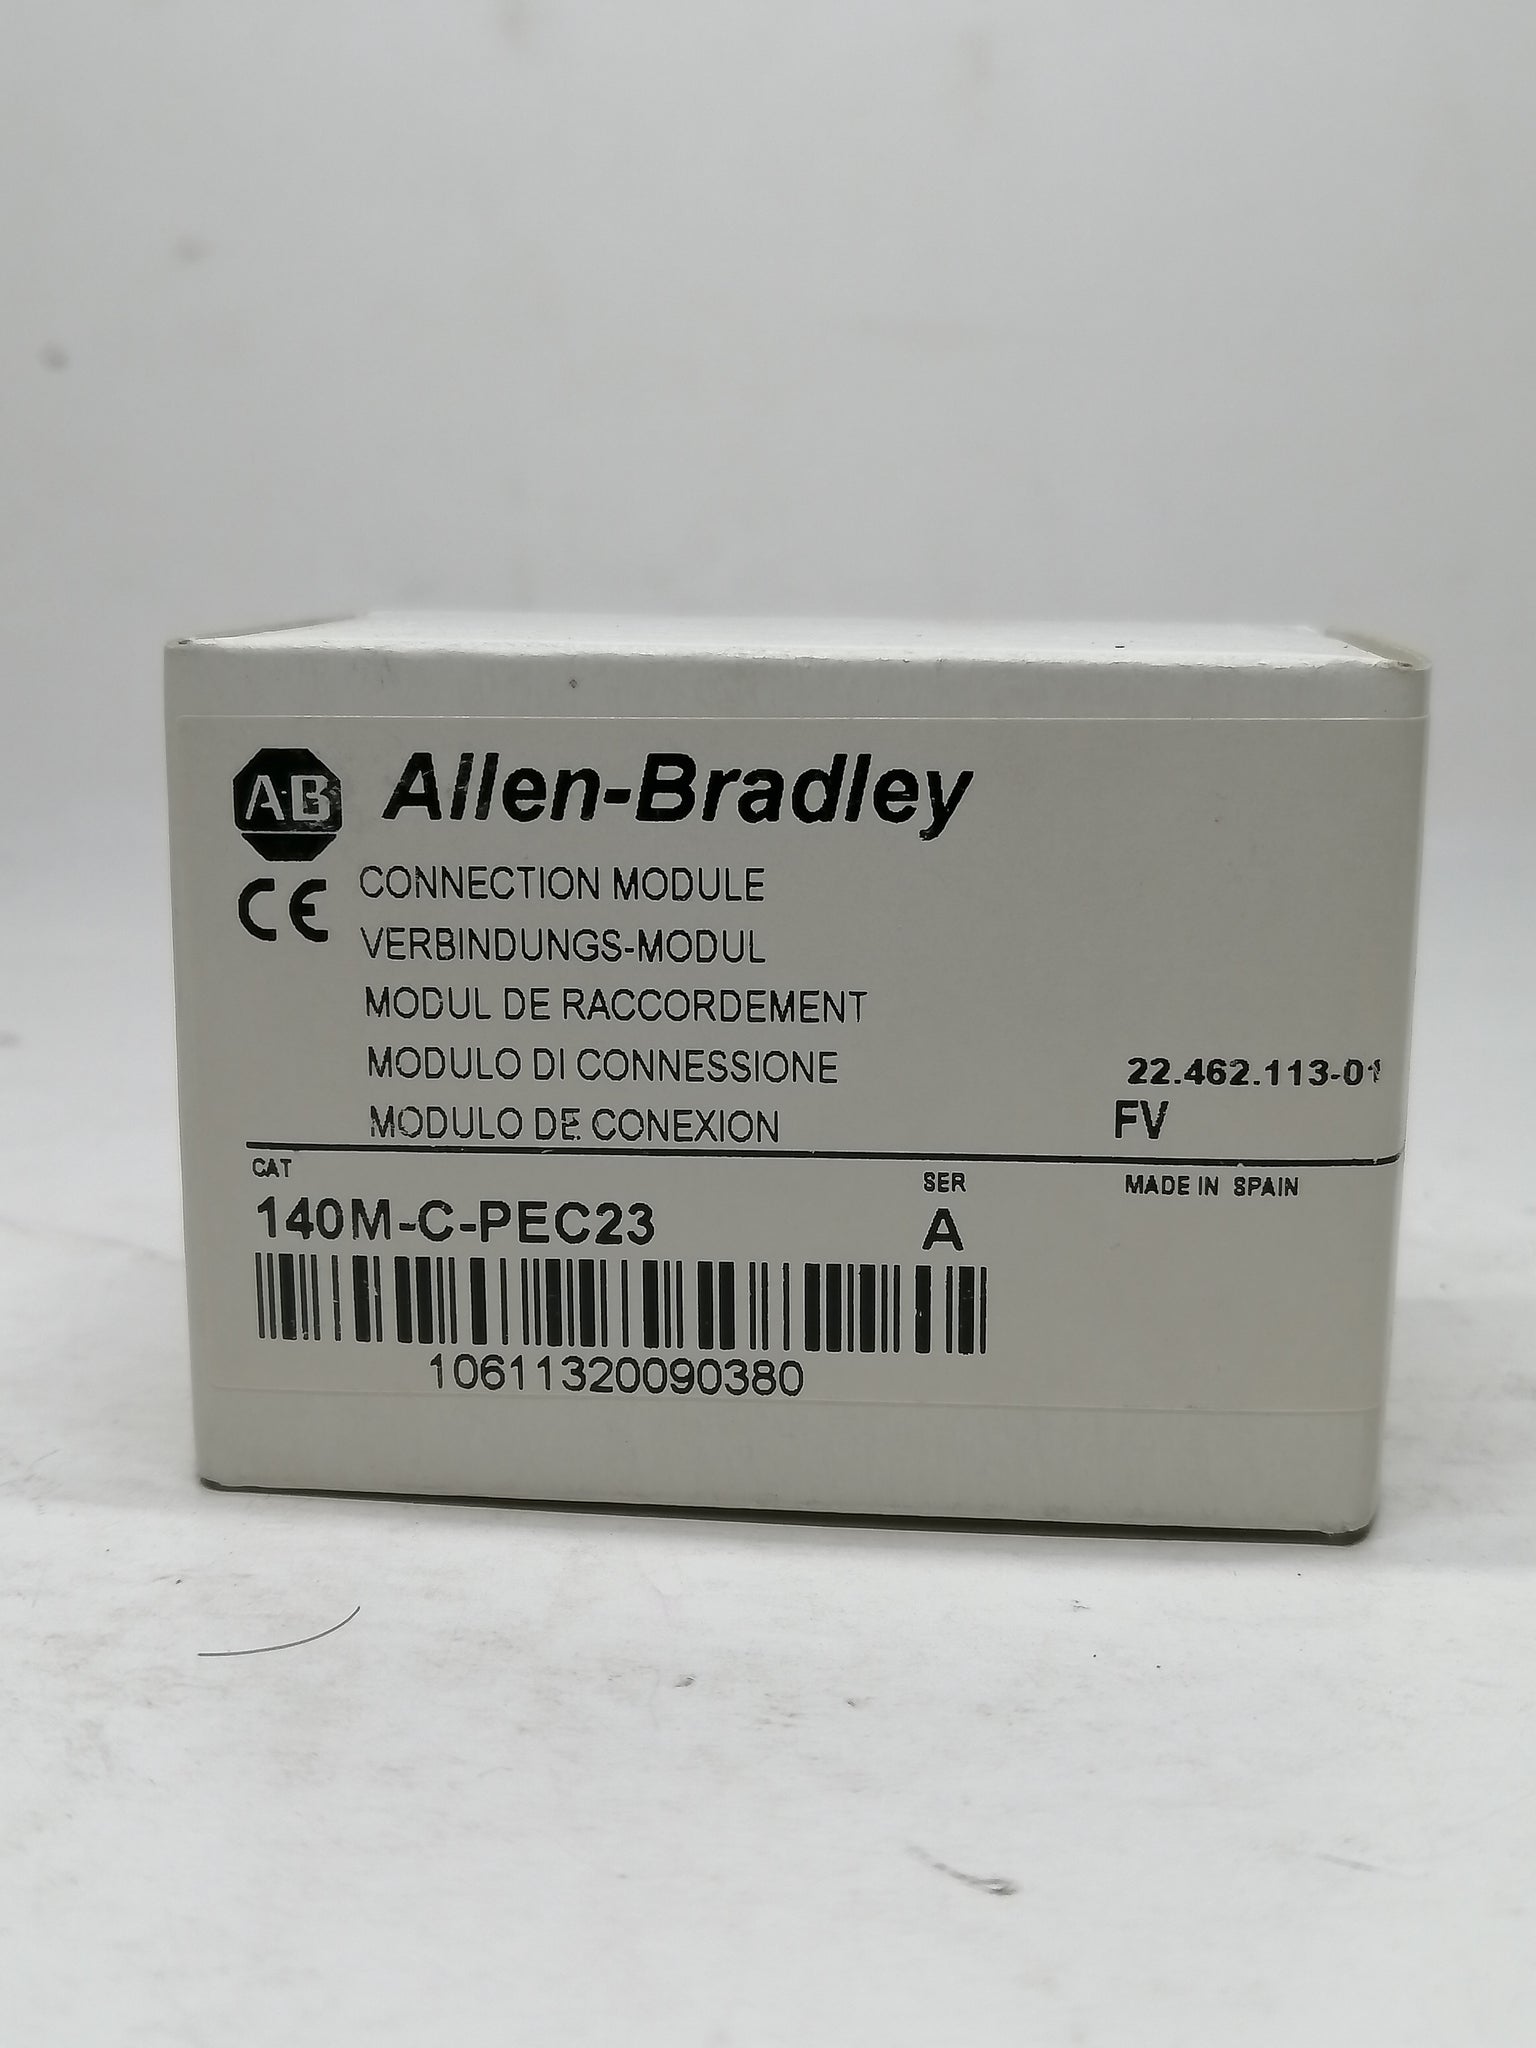 AB Allen-Bradley
CE CONNECTION MODULE
VERBINDUNGS-MODUL
MODUL DE RACCORDEMENT
MODULO DI CONNESSIONE
22.462.113-01
MODULO DE CONEXION
FV
CAT
SER
MADE IN SPAIN
140M-C-PEC23
A
10611320090380